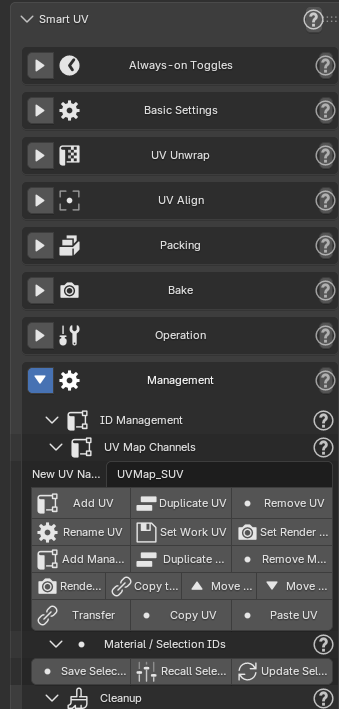 Smart UV
Always-on Toggles
Basic Settings
UV Unwrap
UV Align
Packing
Bake
Operation
Management
ID Management
UV Map Channels
New UV Na... UVMap_SUV
Add UV Duplicate UV Remove UV
Rename UV Set Work UV Set Render ...
Add Mana... Duplicate ... Remove M...
Rende... Copy t... Move ... Move ...
Transfer Copy UV Paste UV
Material / Selection IDs
Save Selec... Recall Sele... Update Sel...
Cleanup